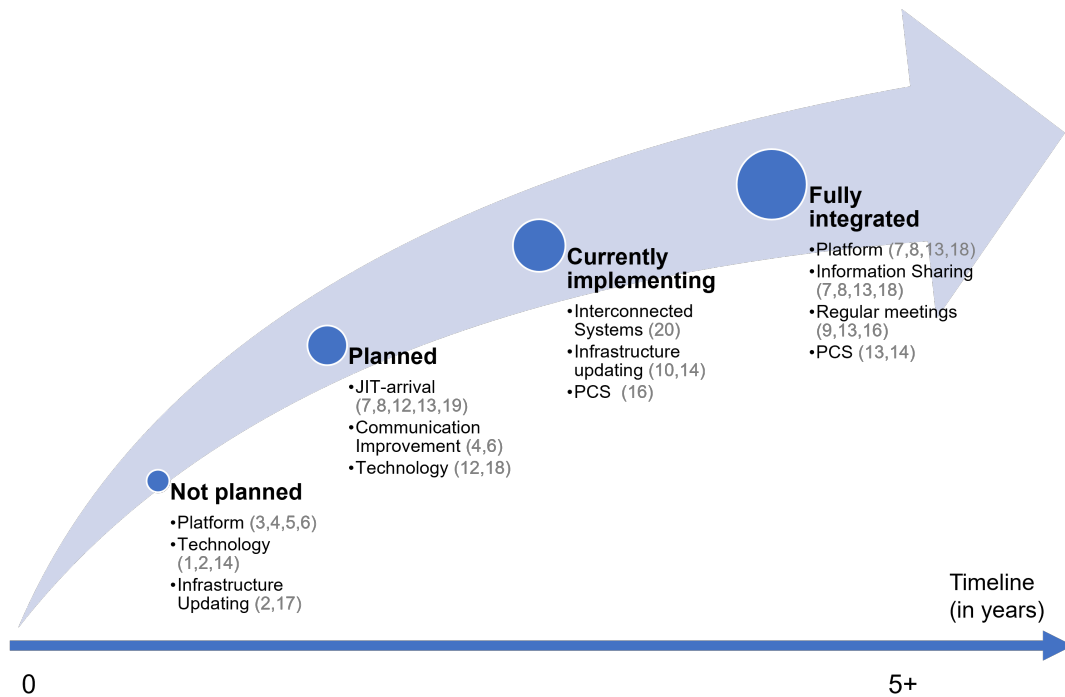 Fully
integrated
•Platform (7,8,13,18)
•Information Sharing
(7,8,13,18)
•Regular meetings
(9,13,16)
•PCS (13,14)
Currently
implementing
•Interconnected
Systems (20)
•Infrastructure
updating (10,14)
•PCS (16)
Planned
•JIT-arrival
(7,8,12,13,19)
•Communication
Improvement (4,6)
•Technology (12,18)
Not planned
•Platform (3,4,5,6)
•Technology
(1,2,14)
•Infrastructure
Updating (2,17)
Timeline
(in years)
0
5+